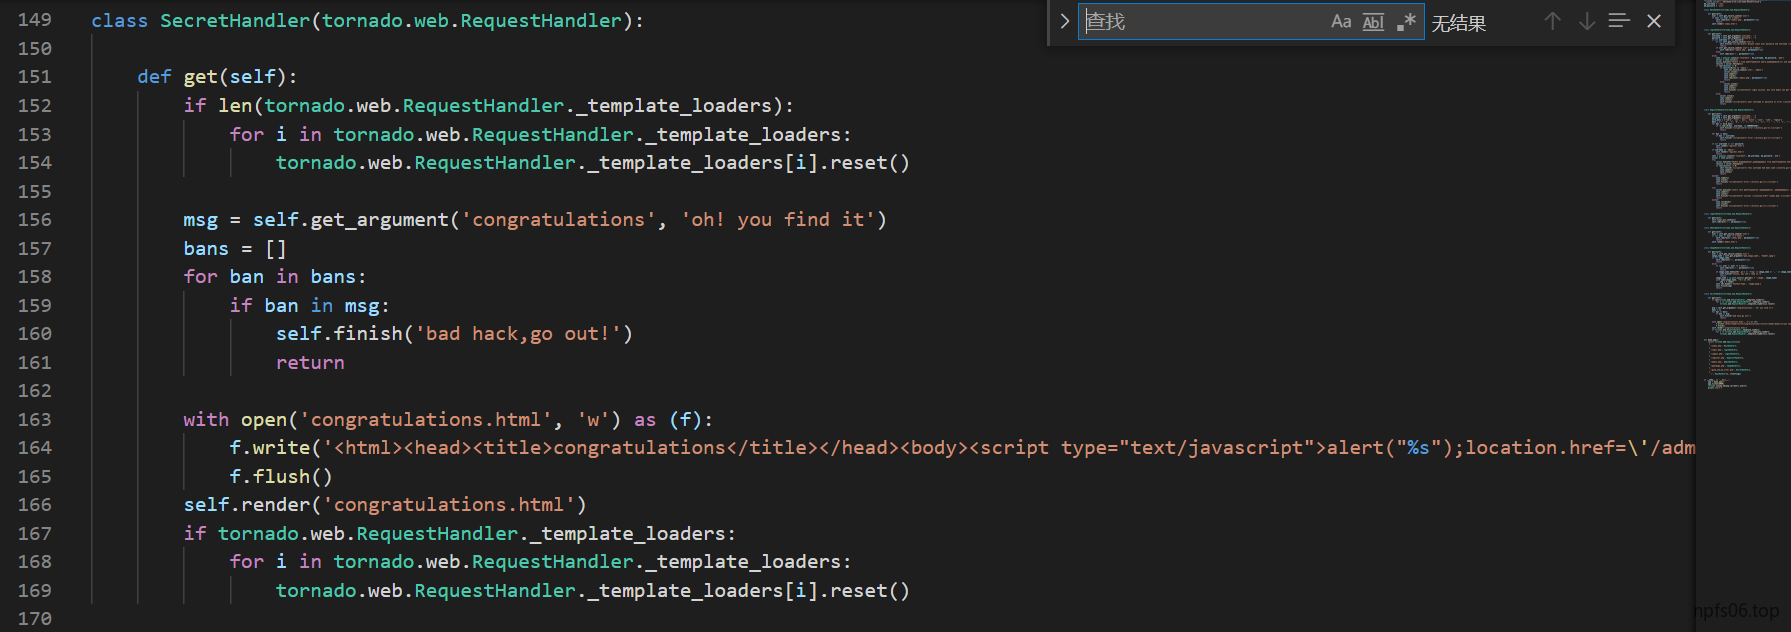 查找 Aa Abl .* 无结果
149 class SecretHandler(tornado.web.RequestHandler):
150
151 def get(self):
152 if len(tornado.web.RequestHandler._template_loaders):
153 for i in tornado.web.RequestHandler._template_loaders:
154 tornado.web.RequestHandler._template_loaders[i].reset()
155
156 msg = self.get_argument('congratulations', 'oh! you find it')
157 bans = []
158 for ban in bans:
159 if ban in msg:
160 self.finish('bad hack,go out!')
161 return
162
163 with open('congratulations.html', 'w') as (f):
164 f.write('<html><head><title>congratulations</title></head><body><script type="text/javascript">alert("%s");location.href=\'/adm
165 f.flush()
166 self.render('congratulations.html')
167 if tornado.web.RequestHandler._template_loaders:
168 for i in tornado.web.RequestHandler._template_loaders:
169 tornado.web.RequestHandler._template_loaders[i].reset()
170
npfs06.top